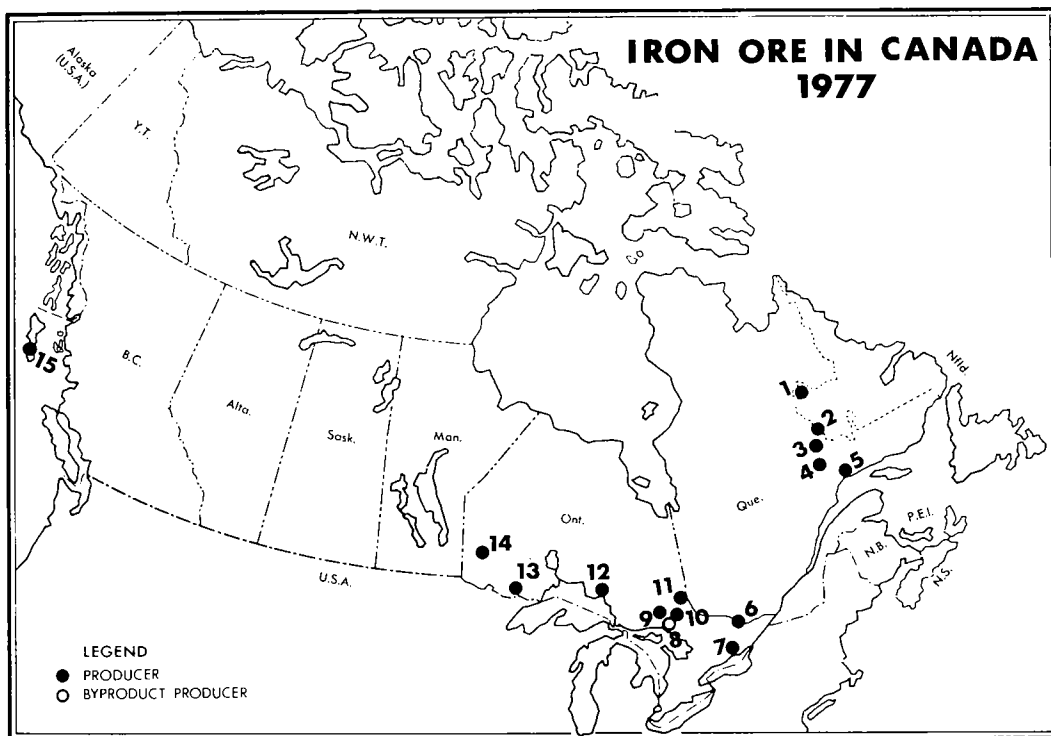 IRON ORE IN CANADA
1977
Alaska
(U.S.A.)
Y.T.
N.W.T.
B.C.
Alta.
Sask.
Man.
Ont.
Que.
Nfld.
P.E.I.
N.B.
N.S.
U.S.A.
1
2
3
4
5
6
7
8
9
10
11
12
13
14
15
LEGEND
PRODUCER
BYPRODUCT PRODUCER